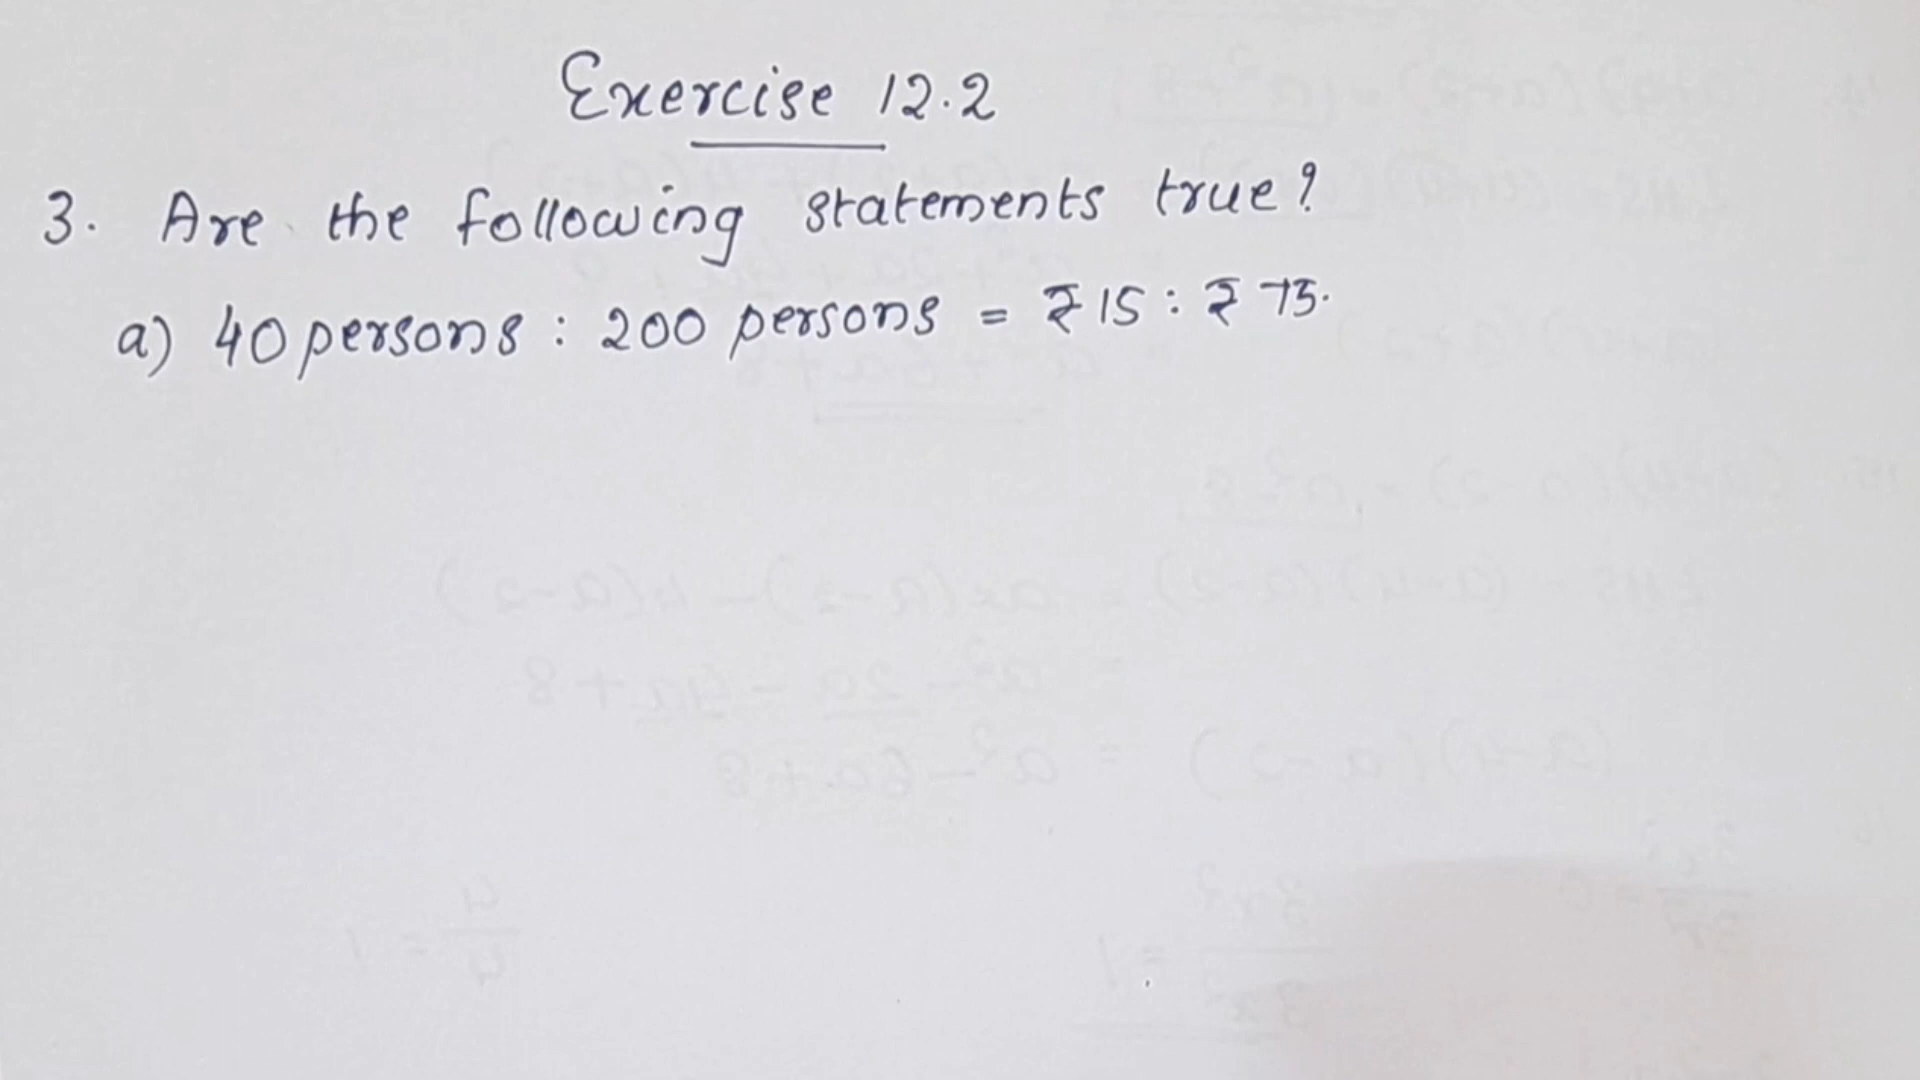 Exercise 12.2
3. Are the following statements true?
a) 40 persons : 200 persons = ₹ 15 : ₹ 75.